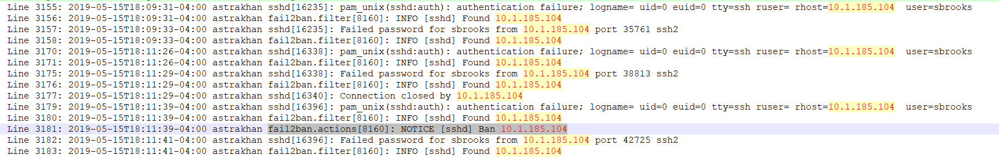 Line 3155: 2019-05-15T18:09:31-04:00 astrakhan sshd[16235]: pam_unix(sshd:auth): authentication failure; logname= uid=0 euid=0 tty=ssh ruser= rhost=10.1.185.104  user=sbrooks
Line 3156: 2019-05-15T18:09:31-04:00 astrakhan fail2ban.filter[8160]: INFO [sshd] Found 10.1.185.104
Line 3157: 2019-05-15T18:09:33-04:00 astrakhan sshd[16235]: Failed password for sbrooks from 10.1.185.104 port 35761 ssh2
Line 3158: 2019-05-15T18:09:33-04:00 astrakhan fail2ban.filter[8160]: INFO [sshd] Found 10.1.185.104
Line 3170: 2019-05-15T18:11:26-04:00 astrakhan sshd[16338]: pam_unix(sshd:auth): authentication failure; logname= uid=0 euid=0 tty=ssh ruser= rhost=10.1.185.104  user=sbrooks
Line 3171: 2019-05-15T18:11:26-04:00 astrakhan fail2ban.filter[8160]: INFO [sshd] Found 10.1.185.104
Line 3175: 2019-05-15T18:11:29-04:00 astrakhan sshd[16338]: Failed password for sbrooks from 10.1.185.104 port 38813 ssh2
Line 3176: 2019-05-15T18:11:29-04:00 astrakhan fail2ban.filter[8160]: INFO [sshd] Found 10.1.185.104
Line 3177: 2019-05-15T18:11:29-04:00 astrakhan sshd[16340]: Connection closed by 10.1.185.104
Line 3179: 2019-05-15T18:11:39-04:00 astrakhan sshd[16396]: pam_unix(sshd:auth): authentication failure; logname= uid=0 euid=0 tty=ssh ruser= rhost=10.1.185.104  user=sbrooks
Line 3180: 2019-05-15T18:11:39-04:00 astrakhan fail2ban.filter[8160]: INFO [sshd] Found 10.1.185.104
Line 3181: 2019-05-15T18:11:39-04:00 astrakhan fail2ban.actions[8160]: NOTICE [sshd] Ban 10.1.185.104
Line 3182: 2019-05-15T18:11:41-04:00 astrakhan sshd[16396]: Failed password for sbrooks from 10.1.185.104 port 42725 ssh2
Line 3183: 2019-05-15T18:11:41-04:00 astrakhan fail2ban.filter[8160]: INFO [sshd] Found 10.1.185.104